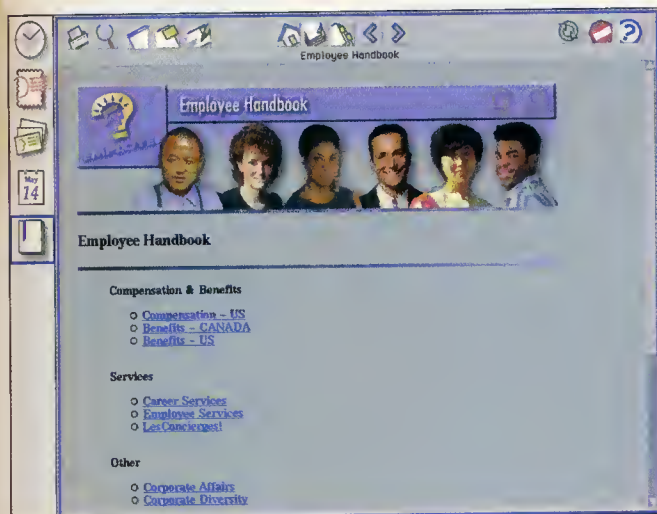 Employee Handbook
Employee Handbook
May
14
Employee Handbook
Compensation & Benefits
Compensation - US
Benefits - CANADA
Benefits - US
Services
Career Services
Employee Services
LesConcierges!
Other
Corporate Affairs
Corporate Diversity